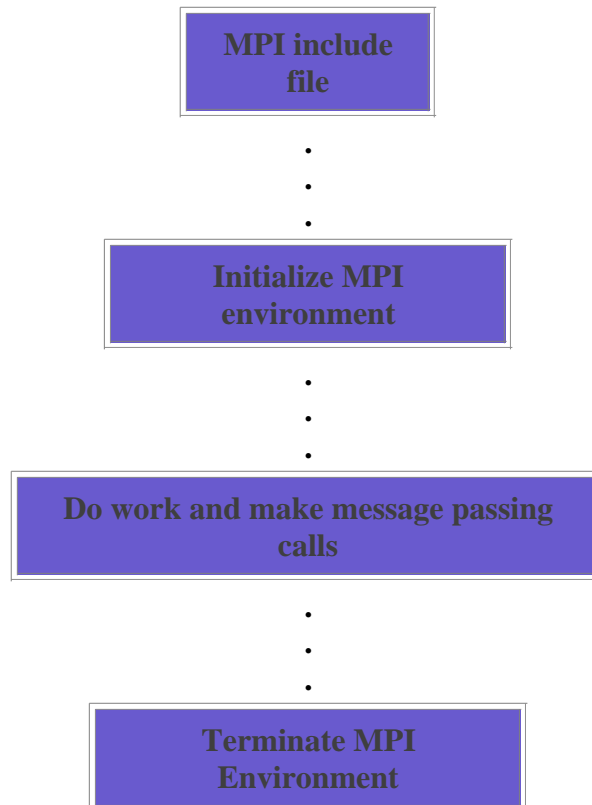 MPI include
file
.
.
.
Initialize MPI
environment
.
.
.
Do work and make message passing
calls
.
.
.
Terminate MPI
Environment